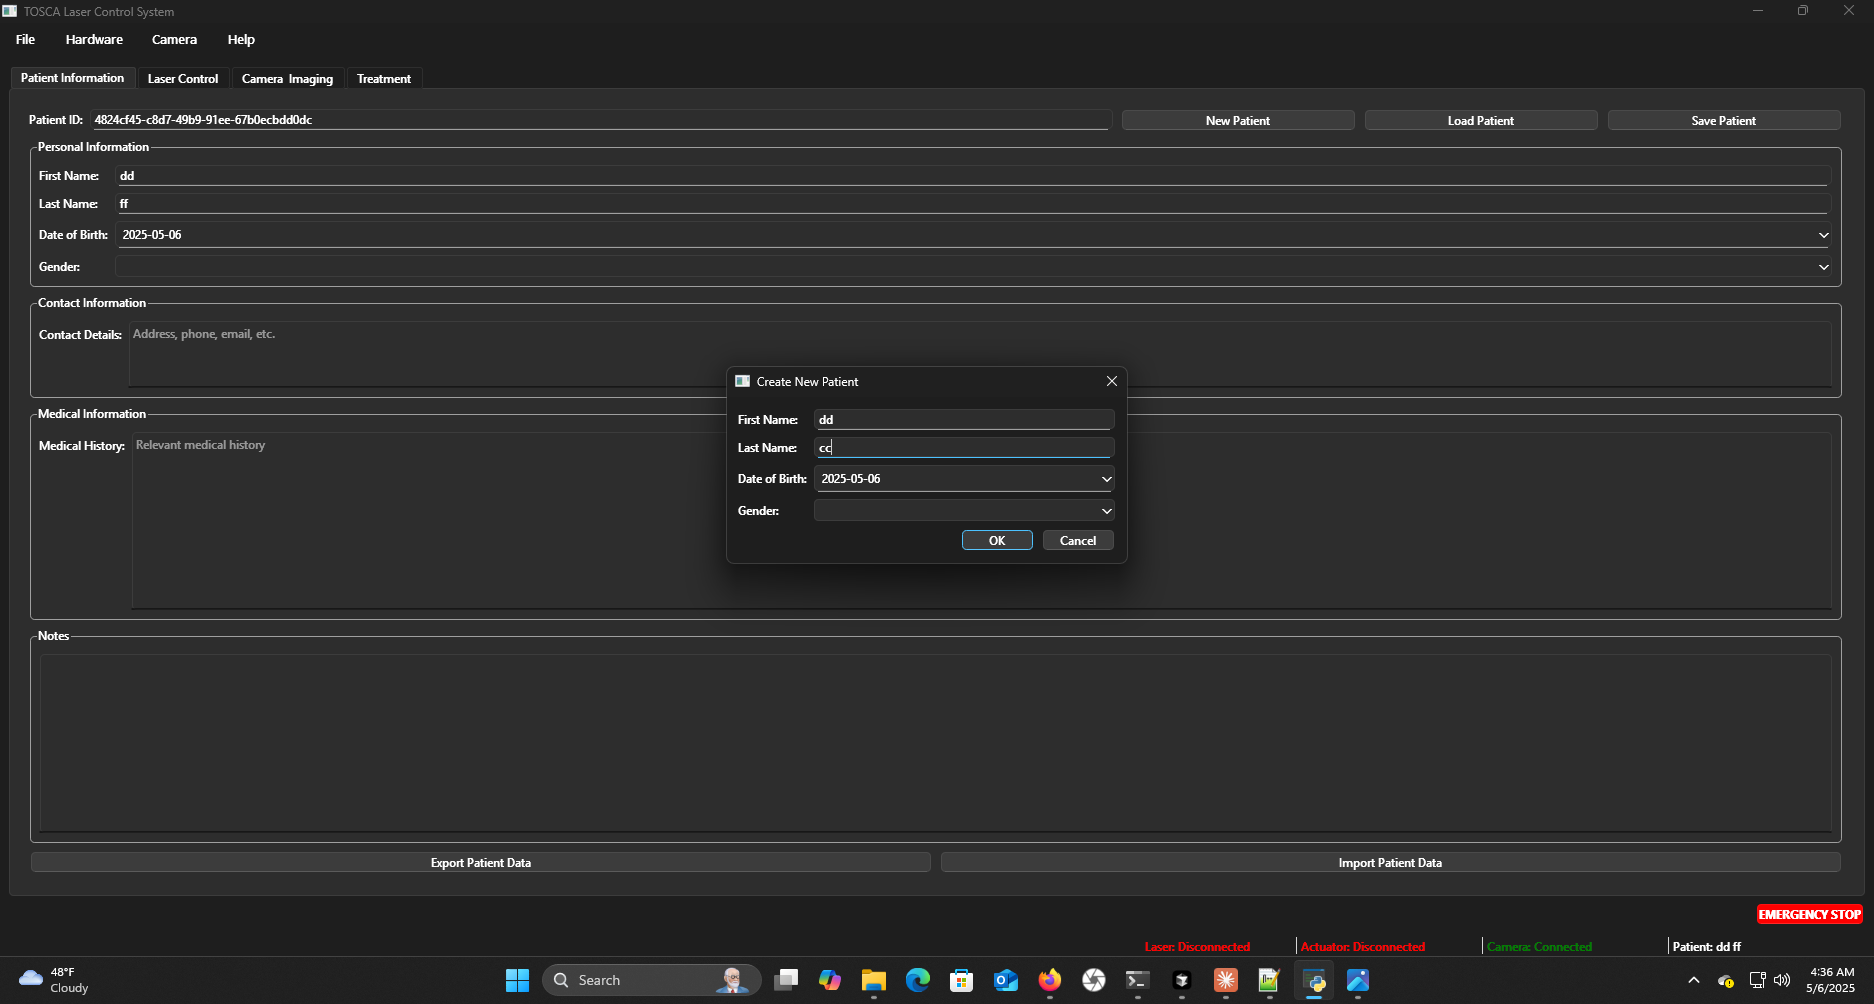 TOSCA Laser Control System
File Hardware Camera Help
Patient Information Laser Control Camera Imaging Treatment
Patient ID: 4824cf45-c8d7-49b9-91ee-67b0ecbdd0dc New Patient Load Patient Save Patient
Personal Information
First Name: dd
Last Name: ff
Date of Birth: 2025-05-06
Gender:
Contact Information
Contact Details: Address, phone, email, etc.
Medical Information
Medical History: Relevant medical history
Create New Patient
First Name: dd
Last Name: cc
Date of Birth: 2025-05-06
Gender:
OK Cancel
Notes
Export Patient Data Import Patient Data
EMERGENCY STOP
Laser: Disconnected Actuator: Disconnected Camera: Connected Patient: dd ff
48°F
Cloudy
Search
4:36 AM
5/6/2025